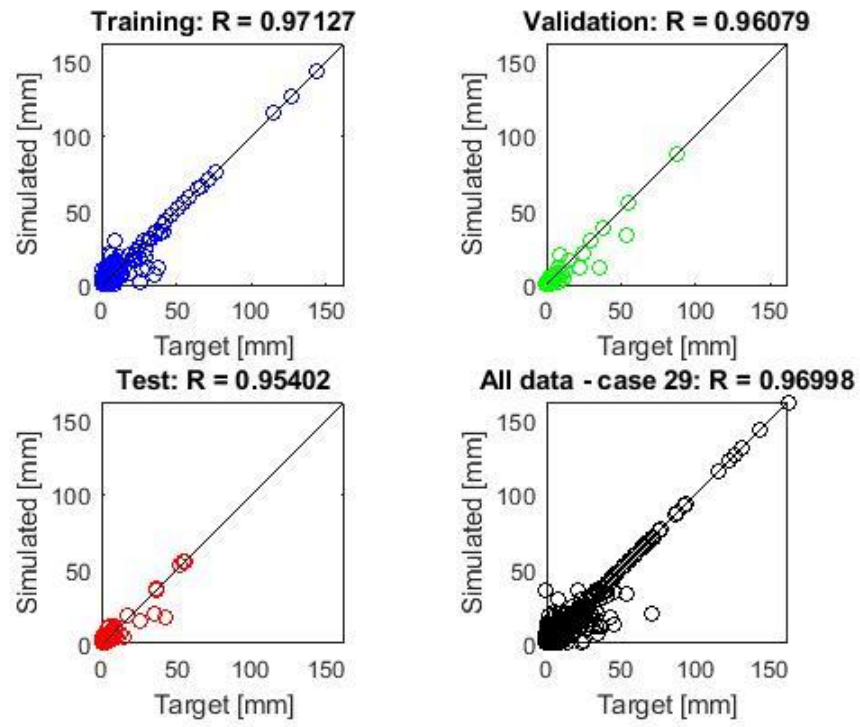 Training: R = 0.97127
Simulated [mm]
150
100
50
0
0 50 100 150
Target [mm]
Validation: R = 0.96079
Simulated [mm]
150
100
50
0
0 50 100 150
Target [mm]
Test: R = 0.95402
Simulated [mm]
150
100
50
0
0 50 100 150
Target [mm]
All data - case 29: R = 0.96998
Simulated [mm]
150
100
50
0
0 50 100 150
Target [mm]